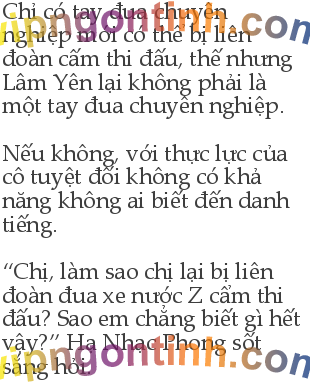 Chỉ có tay đua chuyên
nghiệp mới có thể bị liên
đoàn cấm thi đấu, thế nhưng
Lâm Yên lại không phải là
một tay đua chuyên nghiệp.
Nếu không, với thực lực của
cô tuyệt đối không có khả
năng không ai biết đến danh
tiếng.
“Chị, làm sao chị lại bị liên
đoàn đua xe nước Z cẩm thi
đấu? Sao em chẳng biết gì hết
vậy?” Hạ Nhạc Phong sốt
sắng hỏi.
vipngontinh.com
vipngontinh.com